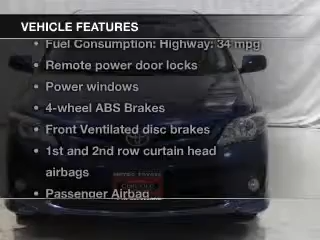 VEHICLE FEATURES
• Fuel Consumption: Highway: 34 mpg
• Remote power door locks
• Power windows
• 4-wheel ABS Brakes
• Front Ventilated disc brakes
• 1st and 2nd row curtain head
airbags
• Passenger Airbag